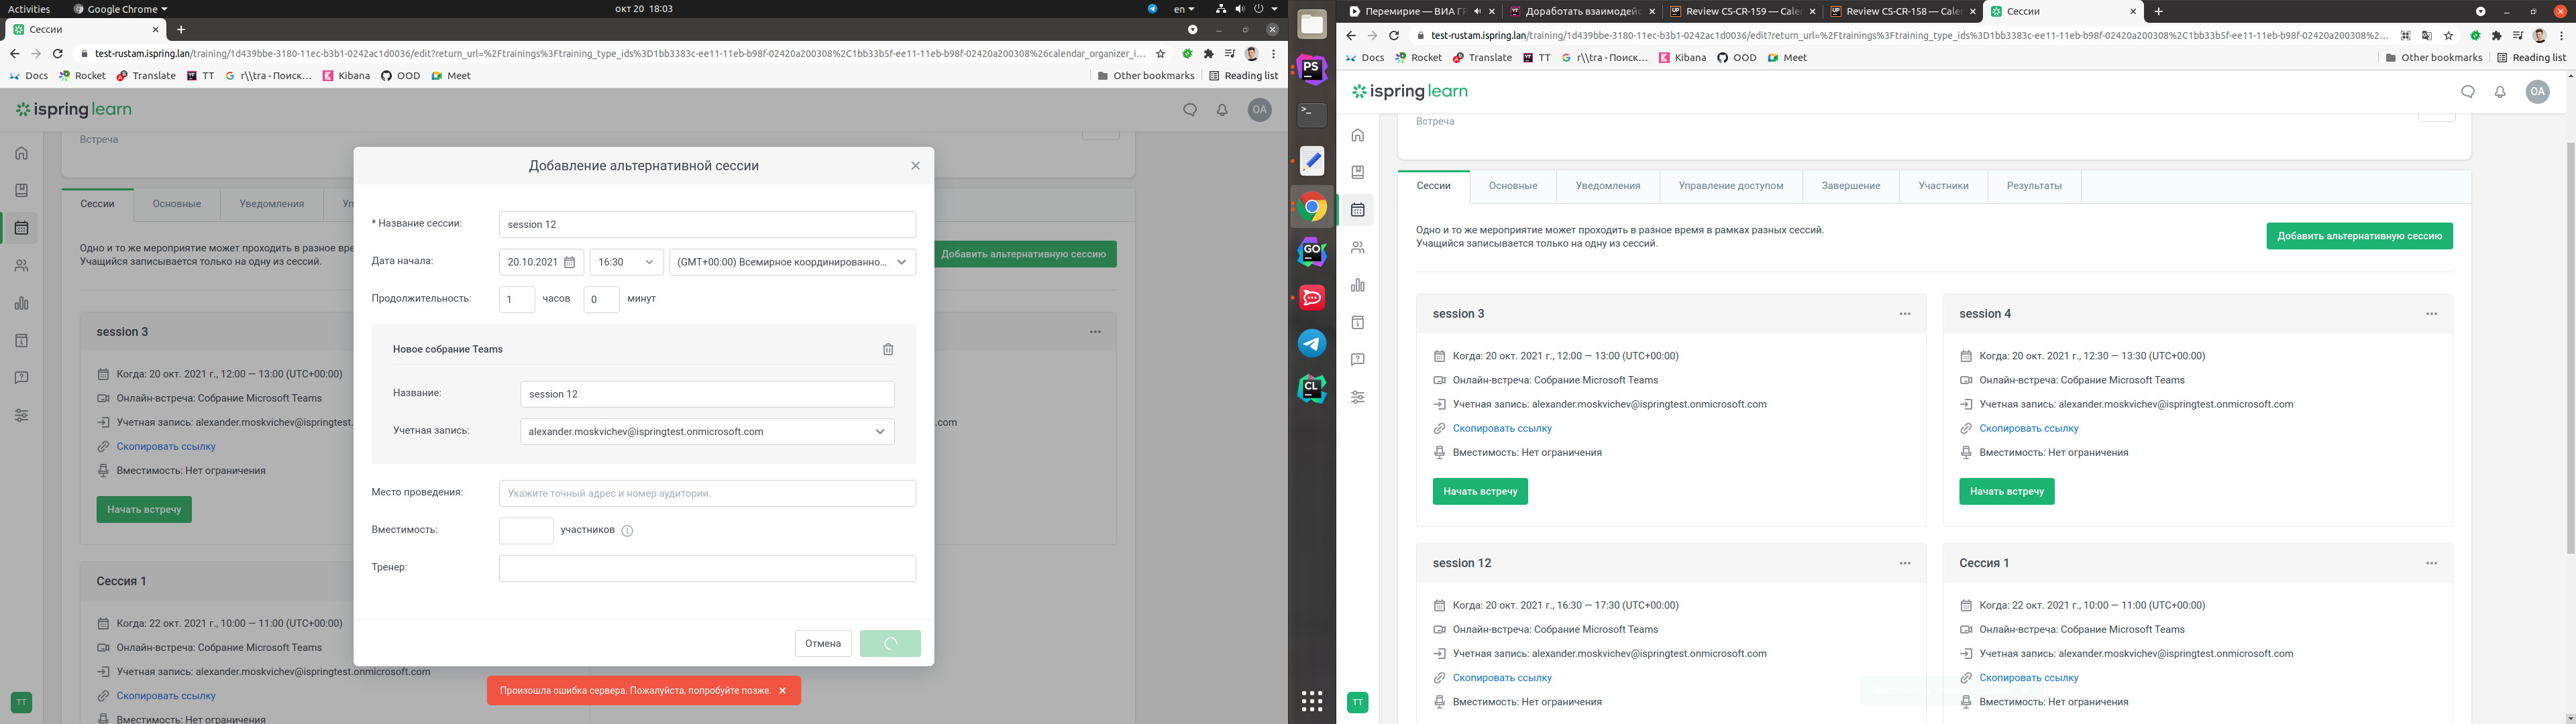 Activities
Google Chrome
окт 20 18:03
en
Сессии
test-rustam.ispring.lan/training/1d439bbe-3180-11ec-b3b1-0242ac1d0036/edit?return_url=%2Ftrainings%3Ftraining_type_ids%3D1bb3383c-ee11-11eb-b98f-02420a200308%2C1bb33b5f-ee11-11eb-b98f-02420a200308%26calendar_organizer_i...
Docs
Rocket
Translate
TT
r\\tra - Поиск...
Kibana
OOD
Meet
Other bookmarks
Reading list
ispring learn
OA
Встреча
Сессии
Основные
Уведомления
Уп
Одно и то же мероприятие может проходить в разное вре
Учащийся записывается только на одну из сессий.
Добавить альтернативную сессию
session 3
Когда: 20 окт. 2021 г., 12:00 — 13:00 (UTC+00:00)
Онлайн-встреча: Собрание Microsoft Teams
Учетная запись: alexander.moskvichev@ispringtest.
.com
Скопировать ссылку
Вместимость: Нет ограничения
Начать встречу
Сессия 1
Когда: 22 окт. 2021 г., 10:00 — 11:00 (UTC+00:00)
Онлайн-встреча: Собрание Microsoft Teams
Учетная запись: alexander.moskvichev@ispringtest.onmicrosoft.com
Скопировать ссылку
Вместимость: Нет ограничения
TT
Добавление альтернативной сессии
* Название сессии:
session 12
Дата начала:
20.10.2021
16:30
(GMT+00:00) Всемирное координированно...
Продолжительность:
1
часов
0
минут
Новое собрание Teams
Название:
session 12
Учетная запись:
alexander.moskvichev@ispringtest.onmicrosoft.com
Место проведения:
Укажите точный адрес и номер аудитории.
Вместимость:
участников
Тренер:
Отмена
Произошла ошибка сервера. Пожалуйста, попробуйте позже.
PS
GO
CL
Перемирие — ВИА ГР
Доработать взаимодейс
Review CS-CR-159 — Cale
Review CS-CR-158 — Cale
Сессии
test-rustam.ispring.lan/training/1d439bbe-3180-11ec-b3b1-0242ac1d0036/edit?return_url=%2Ftrainings%3Ftraining_type_ids%3D1bb3383c-ee11-11eb-b98f-02420a200308%2C1bb33b5f-ee11-11eb-b98f-02420a200308%2...
Docs
Rocket
Translate
TT
r\\tra - Поиск...
Kibana
OOD
Meet
Other bookmarks
Reading list
ispring learn
OA
Встреча
Сессии
Основные
Уведомления
Управление доступом
Завершение
Участники
Результаты
Одно и то же мероприятие может проходить в разное время в рамках разных сессий.
Учащийся записывается только на одну из сессий.
Добавить альтернативную сессию
session 3
Когда: 20 окт. 2021 г., 12:00 — 13:00 (UTC+00:00)
Онлайн-встреча: Собрание Microsoft Teams
Учетная запись: alexander.moskvichev@ispringtest.onmicrosoft.com
Скопировать ссылку
Вместимость: Нет ограничения
Начать встречу
session 4
Когда: 20 окт. 2021 г., 12:30 — 13:30 (UTC+00:00)
Онлайн-встреча: Собрание Microsoft Teams
Учетная запись: alexander.moskvichev@ispringtest.onmicrosoft.com
Скопировать ссылку
Вместимость: Нет ограничения
Начать встречу
session 12
Когда: 20 окт. 2021 г., 16:30 — 17:30 (UTC+00:00)
Онлайн-встреча: Собрание Microsoft Teams
Учетная запись: alexander.moskvichev@ispringtest.onmicrosoft.com
Скопировать ссылку
Вместимость: Нет ограничения
Сессия 1
Когда: 22 окт. 2021 г., 10:00 — 11:00 (UTC+00:00)
Онлайн-встреча: Собрание Microsoft Teams
Учетная запись: alexander.moskvichev@ispringtest.onmicrosoft.com
Скопировать ссылку
Вместимость: Нет ограничения
TT